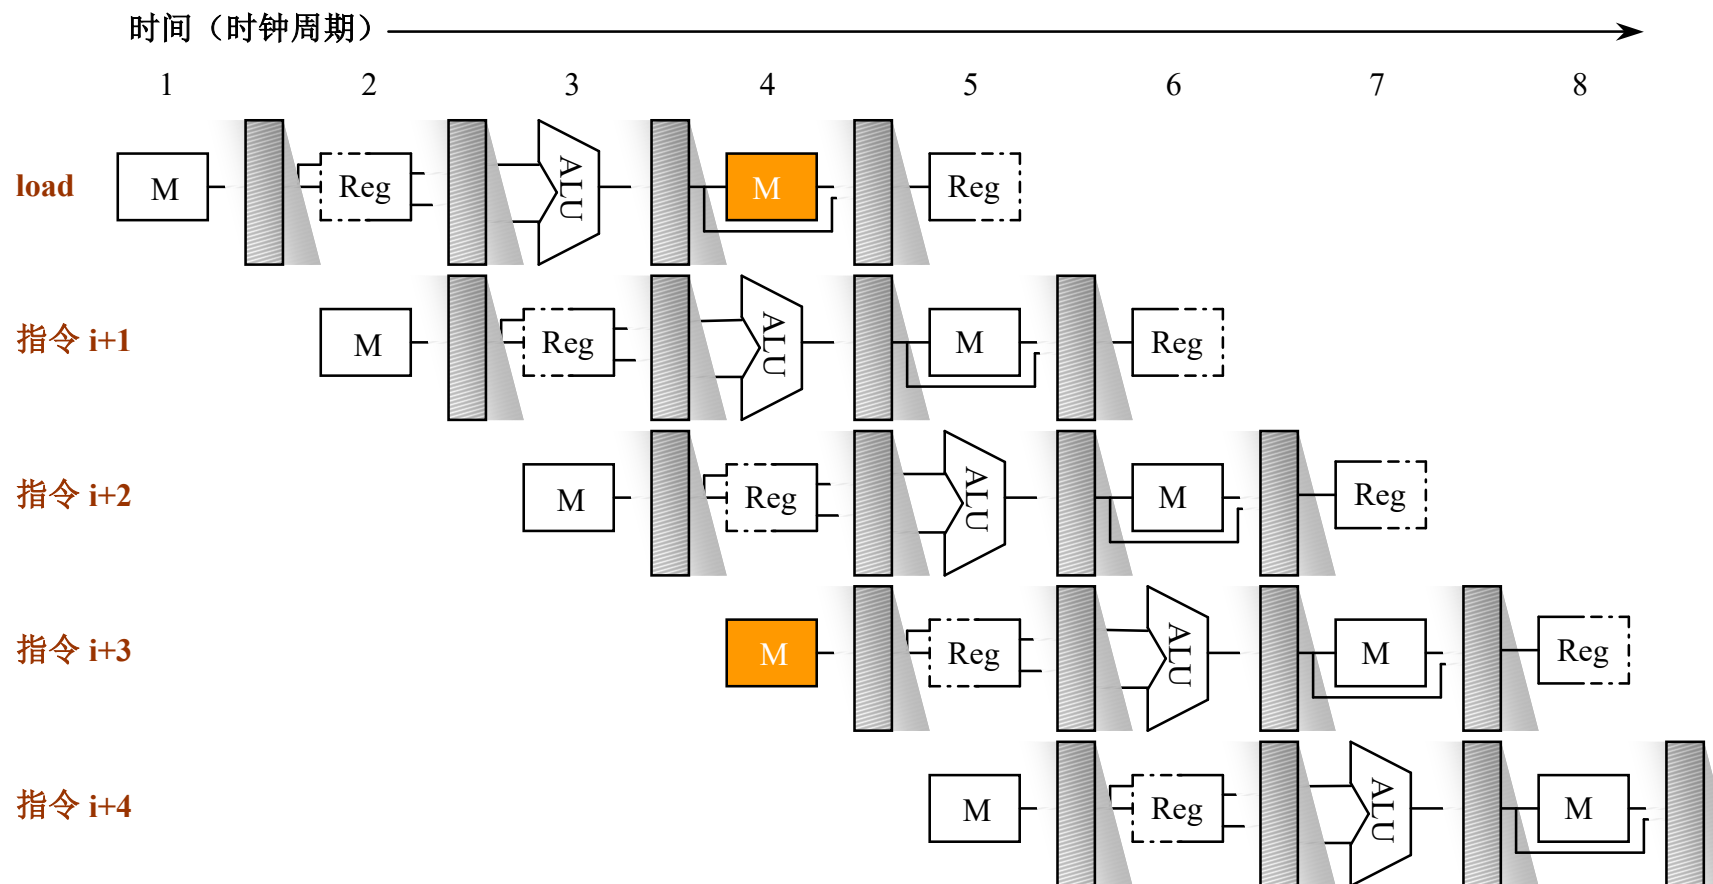 时间（时钟周期）
1 2 3 4 5 6 7 8
load M Reg ALU M Reg
指令 i+1 M Reg ALU M Reg
指令 i+2 M Reg ALU M Reg
指令 i+3 M Reg ALU M Reg
指令 i+4 M Reg ALU M